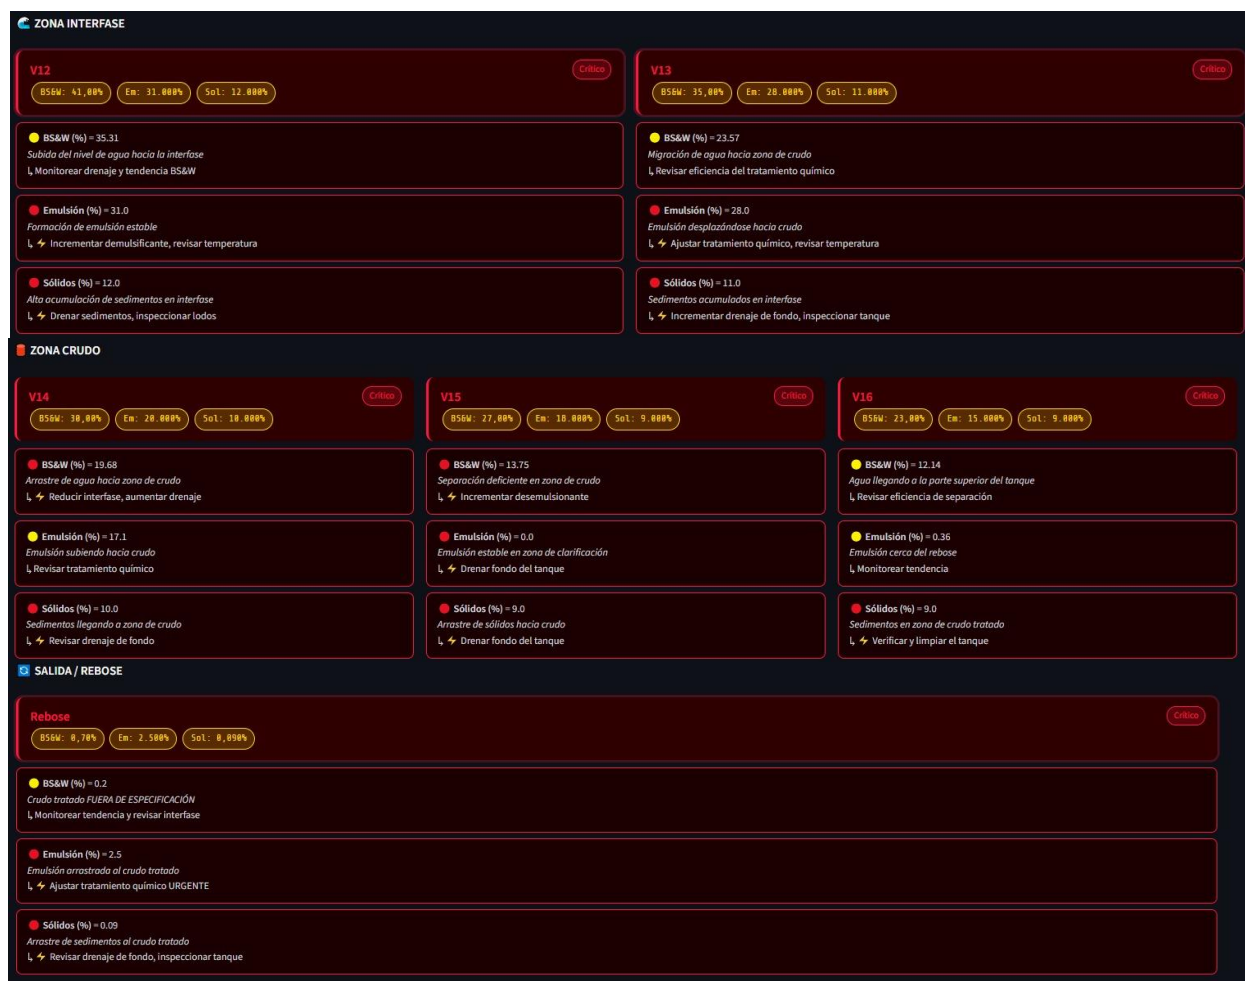 ZONA INTERFASE
V12
Crítico
BS&W: 41,00% Em: 31.000% Sol: 12.000%
BS&W (%) = 35.31
Subida del nivel de agua hacia la interfase
↳ Monitorear drenaje y tendencia BS&W
Emulsión (%) = 31.0
Formación de emulsión estable
↳ ⚡ Incrementar demulsificante, revisar temperatura
Sólidos (%) = 12.0
Alta acumulación de sedimentos en interfase
↳ ⚡ Drenar sedimentos, inspeccionar lodos
V13
Crítico
BS&W: 35,00% Em: 28.000% Sol: 11.000%
BS&W (%) = 23.57
Migración de agua hacia zona de crudo
↳ Revisar eficiencia del tratamiento químico
Emulsión (%) = 28.0
Emulsión desplazándose hacia crudo
↳ ⚡ Ajustar tratamiento químico, revisar temperatura
Sólidos (%) = 11.0
Sedimentos acumulados en interfase
↳ ⚡ Incrementar drenaje de fondo, inspeccionar tanque
ZONA CRUDO
V14
Crítico
BS&W: 30,00% Em: 20.000% Sol: 10.000%
BS&W (%) = 19.68
Arrastre de agua hacia zona de crudo
↳ ⚡ Reducir interfase, aumentar drenaje
Emulsión (%) = 17.1
Emulsión subiendo hacia crudo
↳ Revisar tratamiento químico
Sólidos (%) = 10.0
Sedimentos llegando a zona de crudo
↳ ⚡ Revisar drenaje de fondo
V15
Crítico
BS&W: 27,00% Em: 18.000% Sol: 9.000%
BS&W (%) = 13.75
Separación deficiente en zona de crudo
↳ ⚡ Incrementar desemulsionante
Emulsión (%) = 0.0
Emulsión estable en zona de clarificación
↳ ⚡ Drenar fondo del tanque
Sólidos (%) = 9.0
Arrastre de sólidos hacia crudo
↳ ⚡ Drenar fondo del tanque
V16
Crítico
BS&W: 23,00% Em: 15.000% Sol: 9.000%
BS&W (%) = 12.14
Agua llegando a la parte superior del tanque
↳ Revisar eficiencia de separación
Emulsión (%) = 0.36
Emulsión cerca del rebose
↳ Monitorear tendencia
Sólidos (%) = 9.0
Sedimentos en zona de crudo tratado
↳ ⚡ Verificar y limpiar el tanque
SALIDA / REBOSE
Rebose
Crítico
BS&W: 0,70% Em: 2.500% Sol: 0,090%
BS&W (%) = 0.2
Crudo tratado FUERA DE ESPECIFICACIÓN
↳ Monitorear tendencia y revisar interfase
Emulsión (%) = 2.5
Emulsión arrastrada al crudo tratado
↳ ⚡ Ajustar tratamiento químico URGENTE
Sólidos (%) = 0.09
Arrastre de sedimentos al crudo tratado
↳ ⚡ Revisar drenaje de fondo, inspeccionar tanque